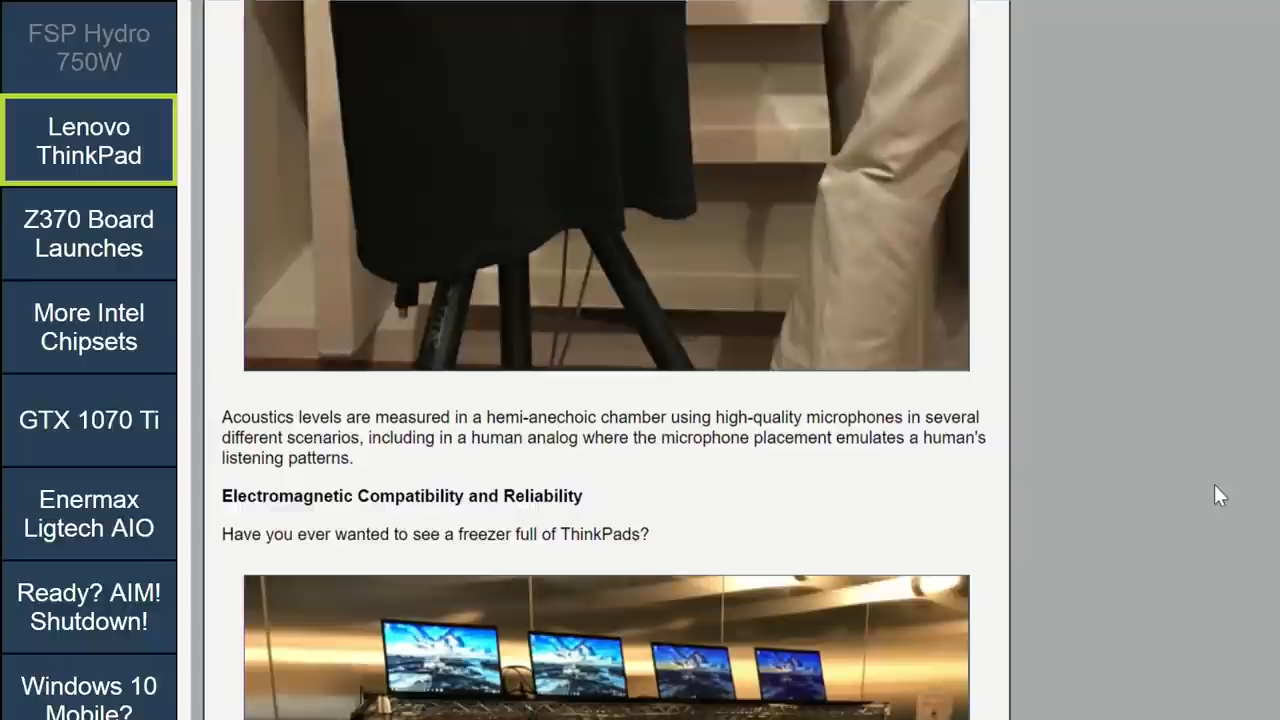 FSP Hydro
750W
Lenovo
ThinkPad
Z370 Board
Launches
More Intel
Chipsets
GTX 1070 Ti
Enermax
Ligtech AIO
Ready? AIM!
Shutdown!
Windows 10
Mobile?
Acoustics levels are measured in a hemi-anechoic chamber using high-quality microphones in several
different scenarios, including in a human analog where the microphone placement emulates a human's
listening patterns.
Electromagnetic Compatibility and Reliability
Have you ever wanted to see a freezer full of ThinkPads?